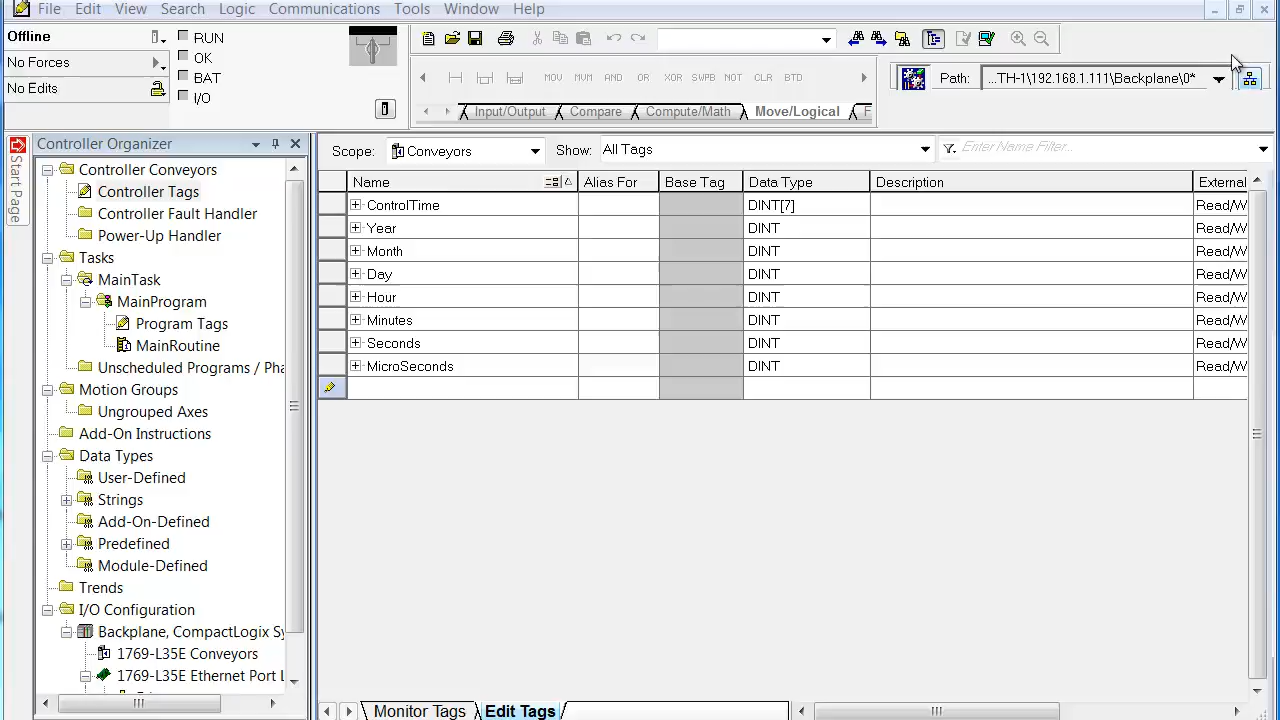 File Edit View Search Logic Communications Tools Window Help
Offline
No Forces
No Edits
RUN
OK
BAT
I/O
MOV MVM AND OR XOR SWPB NOT CLR BTD
Input/Output Compare Compute/Math Move/Logical F
Path: ...TH-1\192.168.1.111\Backplane\0*
Start Page
Controller Organizer
Controller Conveyors
Controller Tags
Controller Fault Handler
Power-Up Handler
Tasks
MainTask
MainProgram
Program Tags
MainRoutine
Unscheduled Programs / Pha
Motion Groups
Ungrouped Axes
Add-On Instructions
Data Types
User-Defined
Strings
Add-On-Defined
Predefined
Module-Defined
Trends
I/O Configuration
Backplane, CompactLogix Sy
1769-L35E Conveyors
1769-L35E Ethernet Port L
Scope: Conveyors Show: All Tags Enter Name Filter...
Name Alias For Base Tag Data Type Description External
ControlTime DINT[7] Read/W
Year DINT Read/W
Month DINT Read/W
Day DINT Read/W
Hour DINT Read/W
Minutes DINT Read/W
Seconds DINT Read/W
MicroSeconds DINT Read/W
Monitor Tags Edit Tags